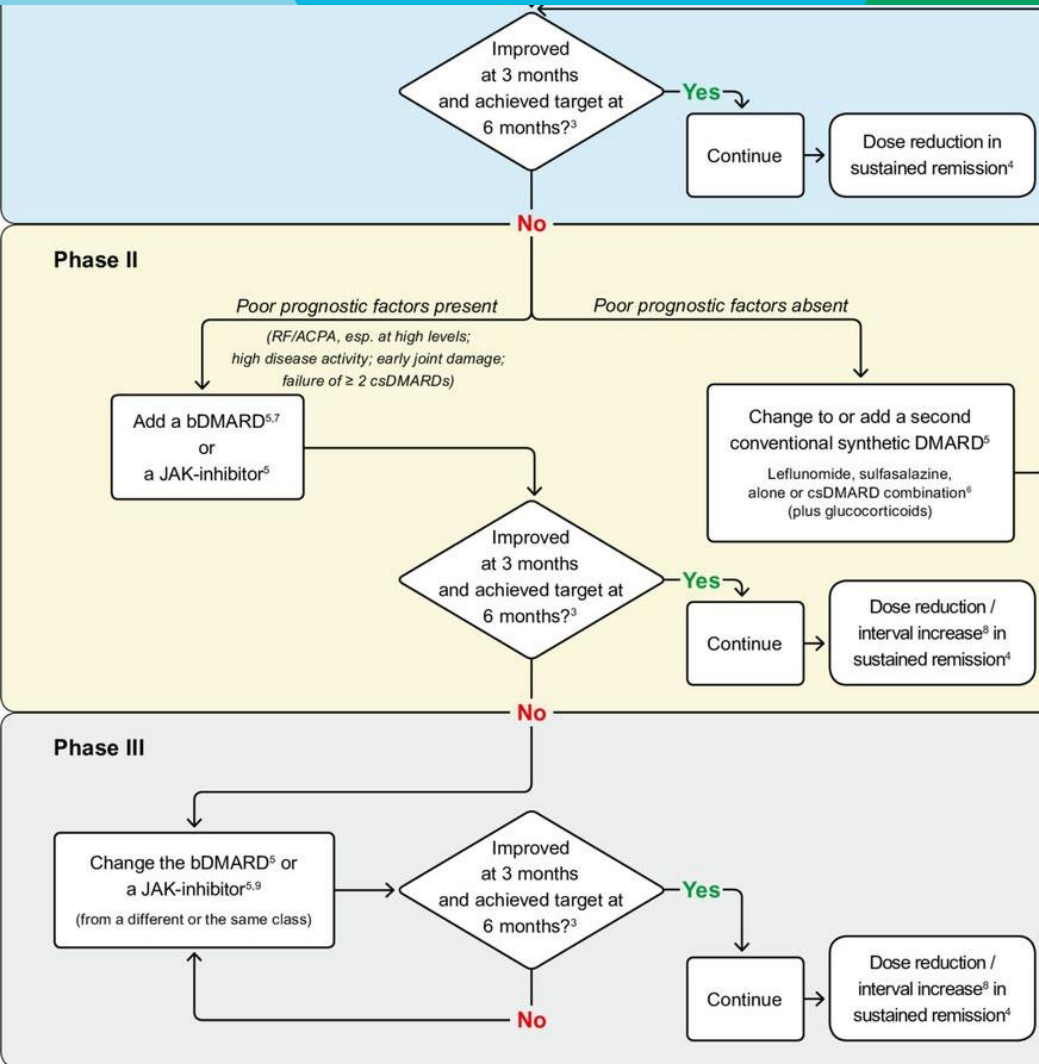 Improved
at 3 months
and achieved target at
6 months?³
Yes
Continue
Dose reduction in
sustained remission⁴
No
Phase II
Poor prognostic factors present
(RF/ACPA, esp. at high levels;
high disease activity; early joint damage;
failure of ≥ 2 csDMARDs)
Poor prognostic factors absent
Add a bDMARD⁵,⁷
or
a JAK-inhibitor⁵
Change to or add a second
conventional synthetic DMARD⁵
Leflunomide, sulfasalazine,
alone or csDMARD combination⁶
(plus glucocorticoids)
Improved
at 3 months
and achieved target at
6 months?³
Yes
Continue
Dose reduction /
interval increase⁸ in
sustained remission⁴
No
Phase III
Change the bDMARD⁵ or
a JAK-inhibitor⁵,⁹
(from a different or the same class)
Improved
at 3 months
and achieved target at
6 months?³
Yes
Continue
Dose reduction /
interval increase⁸ in
sustained remission⁴
No